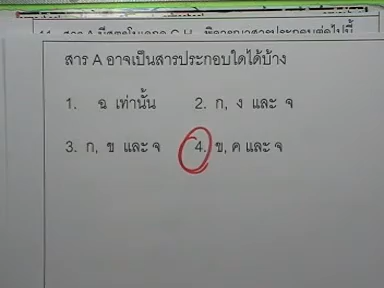 สาร A อาจเป็นสารประกอบใดได้บ้าง
1. ฉ เท่านั้น 2. ก, ง และ จ
3. ก, ข และ จ 4. ข, ค และ จ